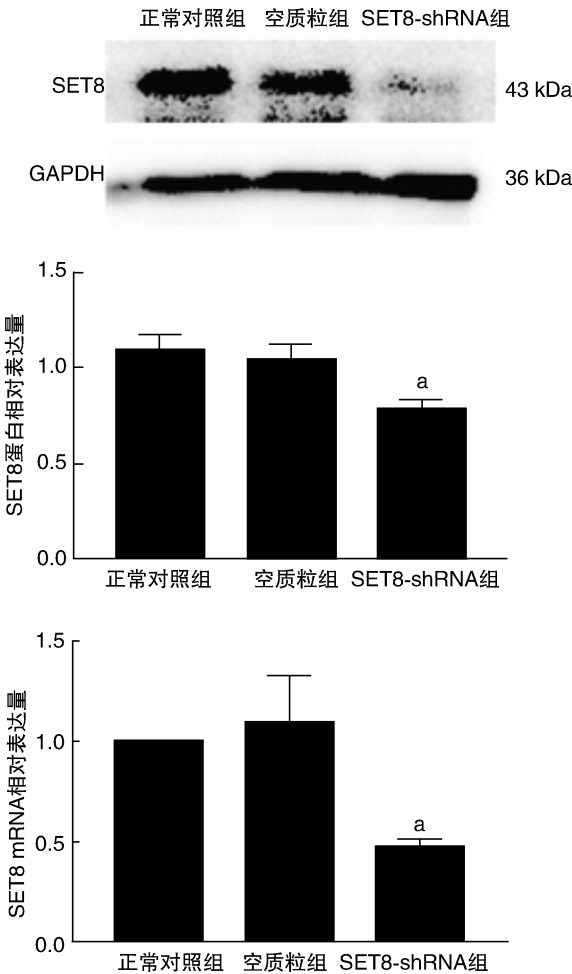 正常对照组 空质粒组 SET8-shRNA组
SET8 43 kDa
GAPDH 36 kDa
SET8蛋白相对表达量
1.5
1.0
0.5
0.0
a
正常对照组 空质粒组 SET8-shRNA组
SET8 mRNA相对表达量
1.5
1.0
0.5
0.0
a
正常对照组 空质粒组 SET8-shRNA组